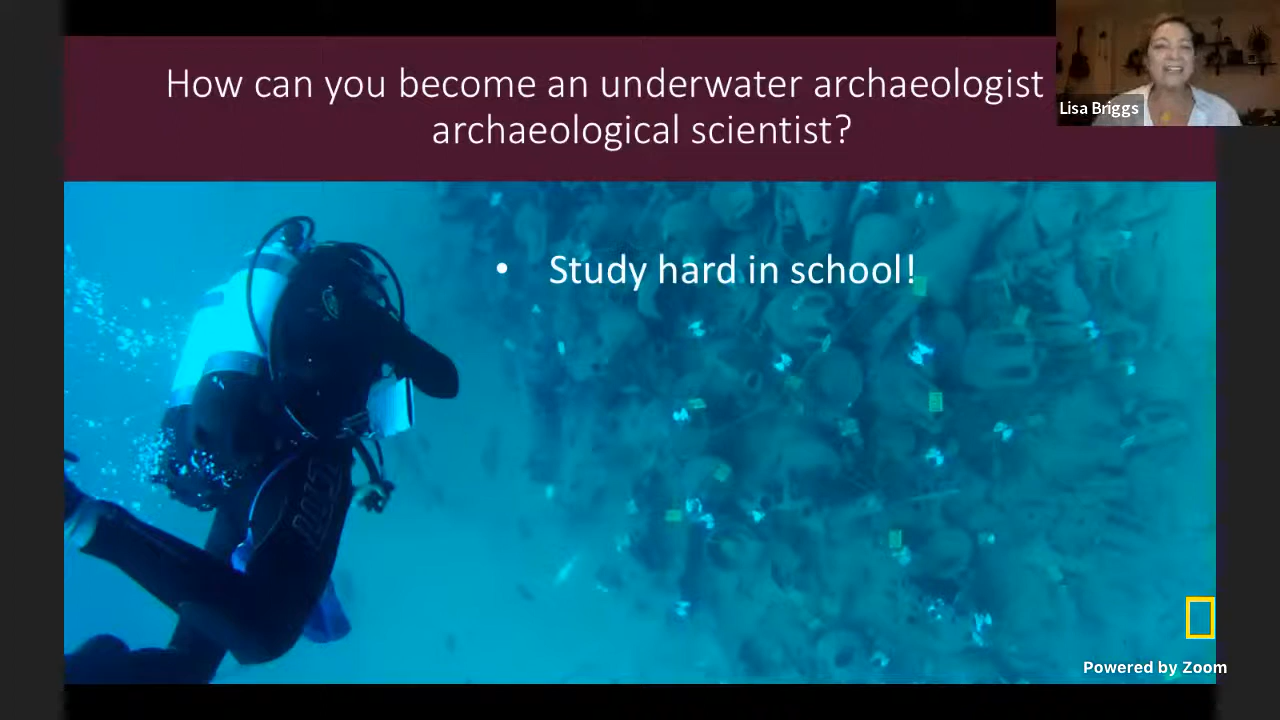 How can you become an underwater archaeologist
archaeological scientist?
Lisa Briggs
• Study hard in school!
Powered by Zoom